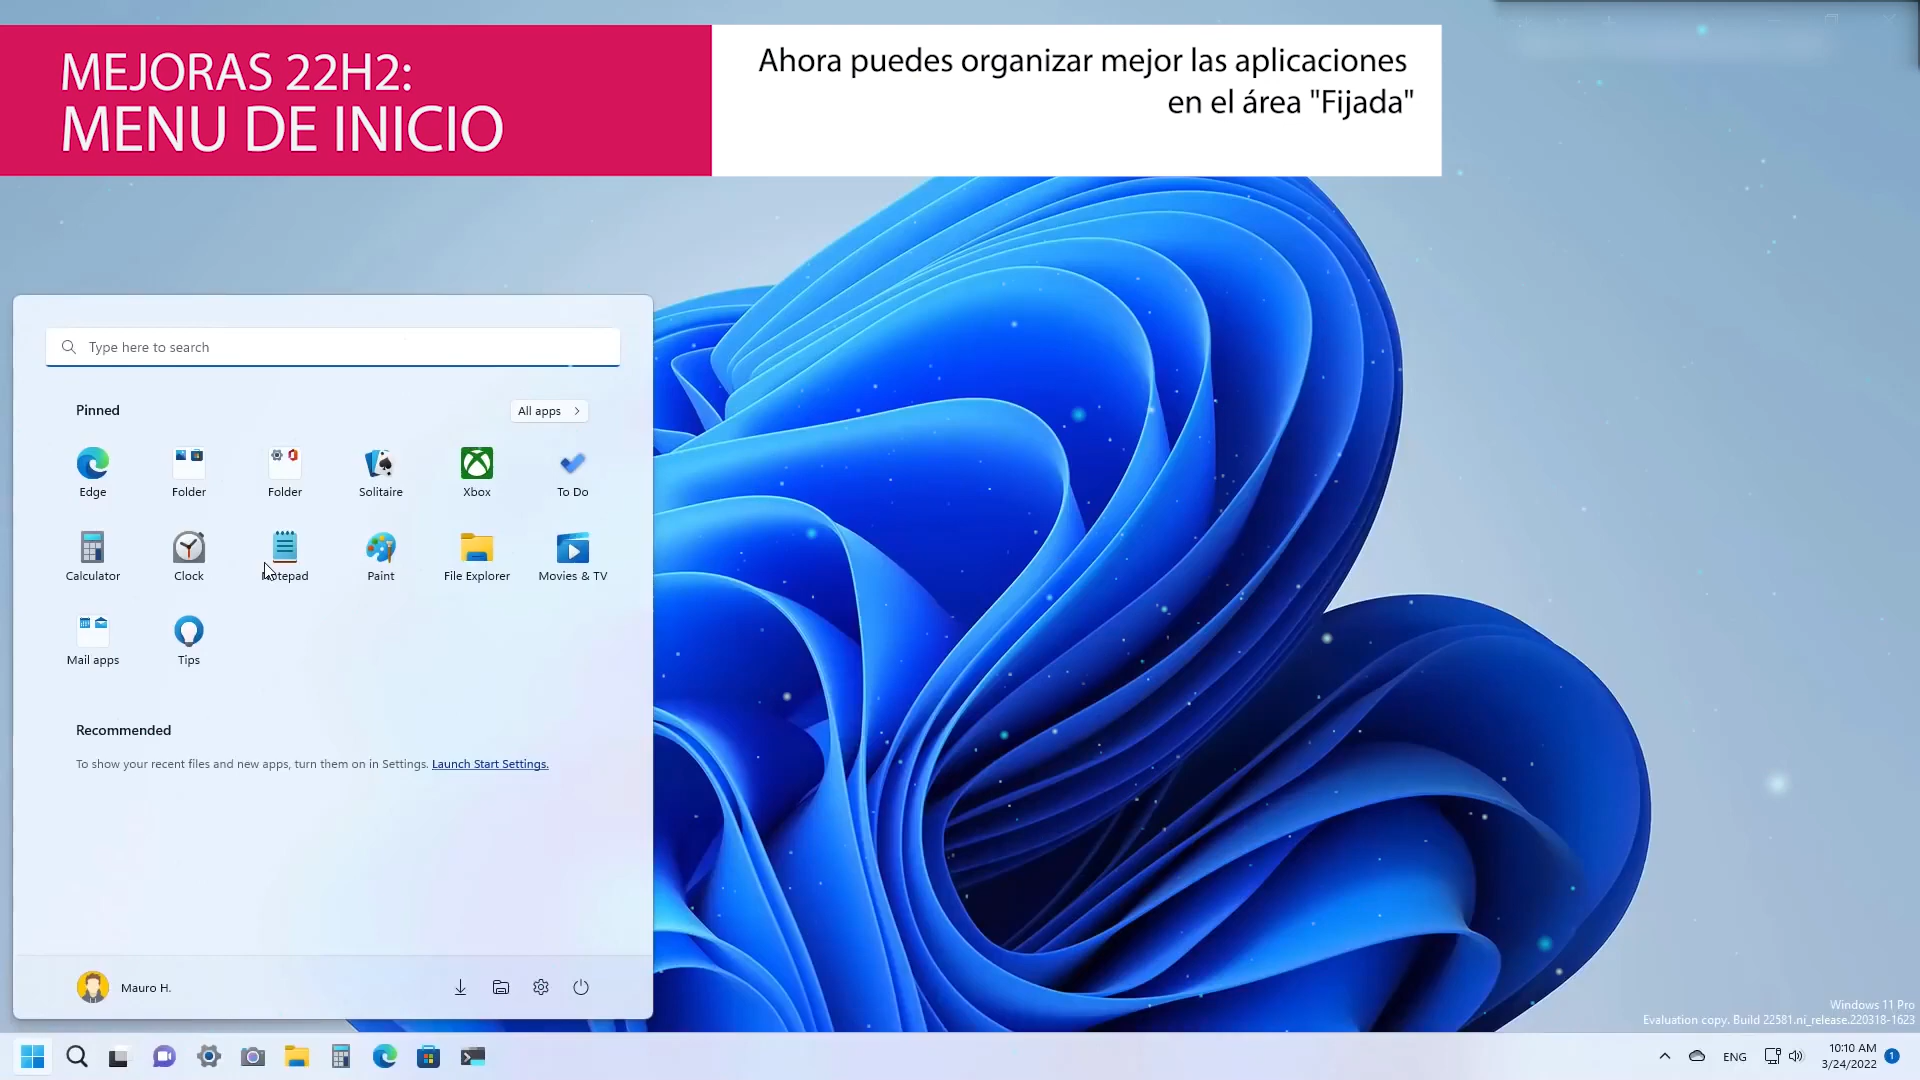 MEJORAS 22H2:
MENU DE INICIO
Ahora puedes organizar mejor las aplicaciones
en el área "Fijada"
Type here to search
Pinned
All apps
Edge
Folder
Folder
Solitaire
Xbox
To Do
Calculator
Clock
Notepad
Paint
File Explorer
Movies & TV
Mail apps
Tips
Recommended
To show your recent files and new apps, turn them on in Settings. Launch Start Settings.
Mauro H.
Windows 11 Pro
Evaluation copy. Build 22581.ni_release.220318-1623
ENG
10:10 AM
3/24/2022
1